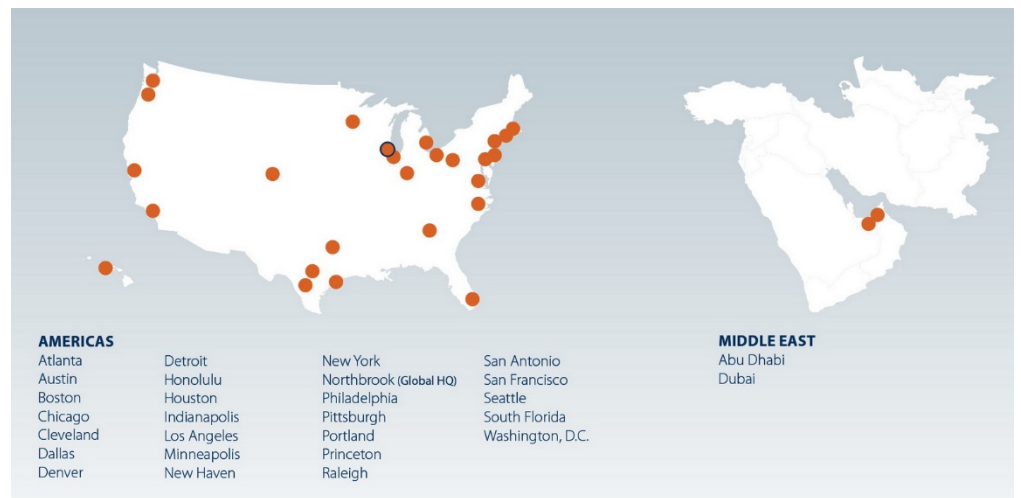 AMERICAS
Atlanta
Austin
Boston
Chicago
Cleveland
Dallas
Denver
Detroit
Honolulu
Houston
Indianapolis
Los Angeles
Minneapolis
New Haven
New York
Northbrook (Global HQ)
Philadelphia
Pittsburgh
Portland
Princeton
Raleigh
San Antonio
San Francisco
Seattle
South Florida
Washington, D.C.
MIDDLE EAST
Abu Dhabi
Dubai